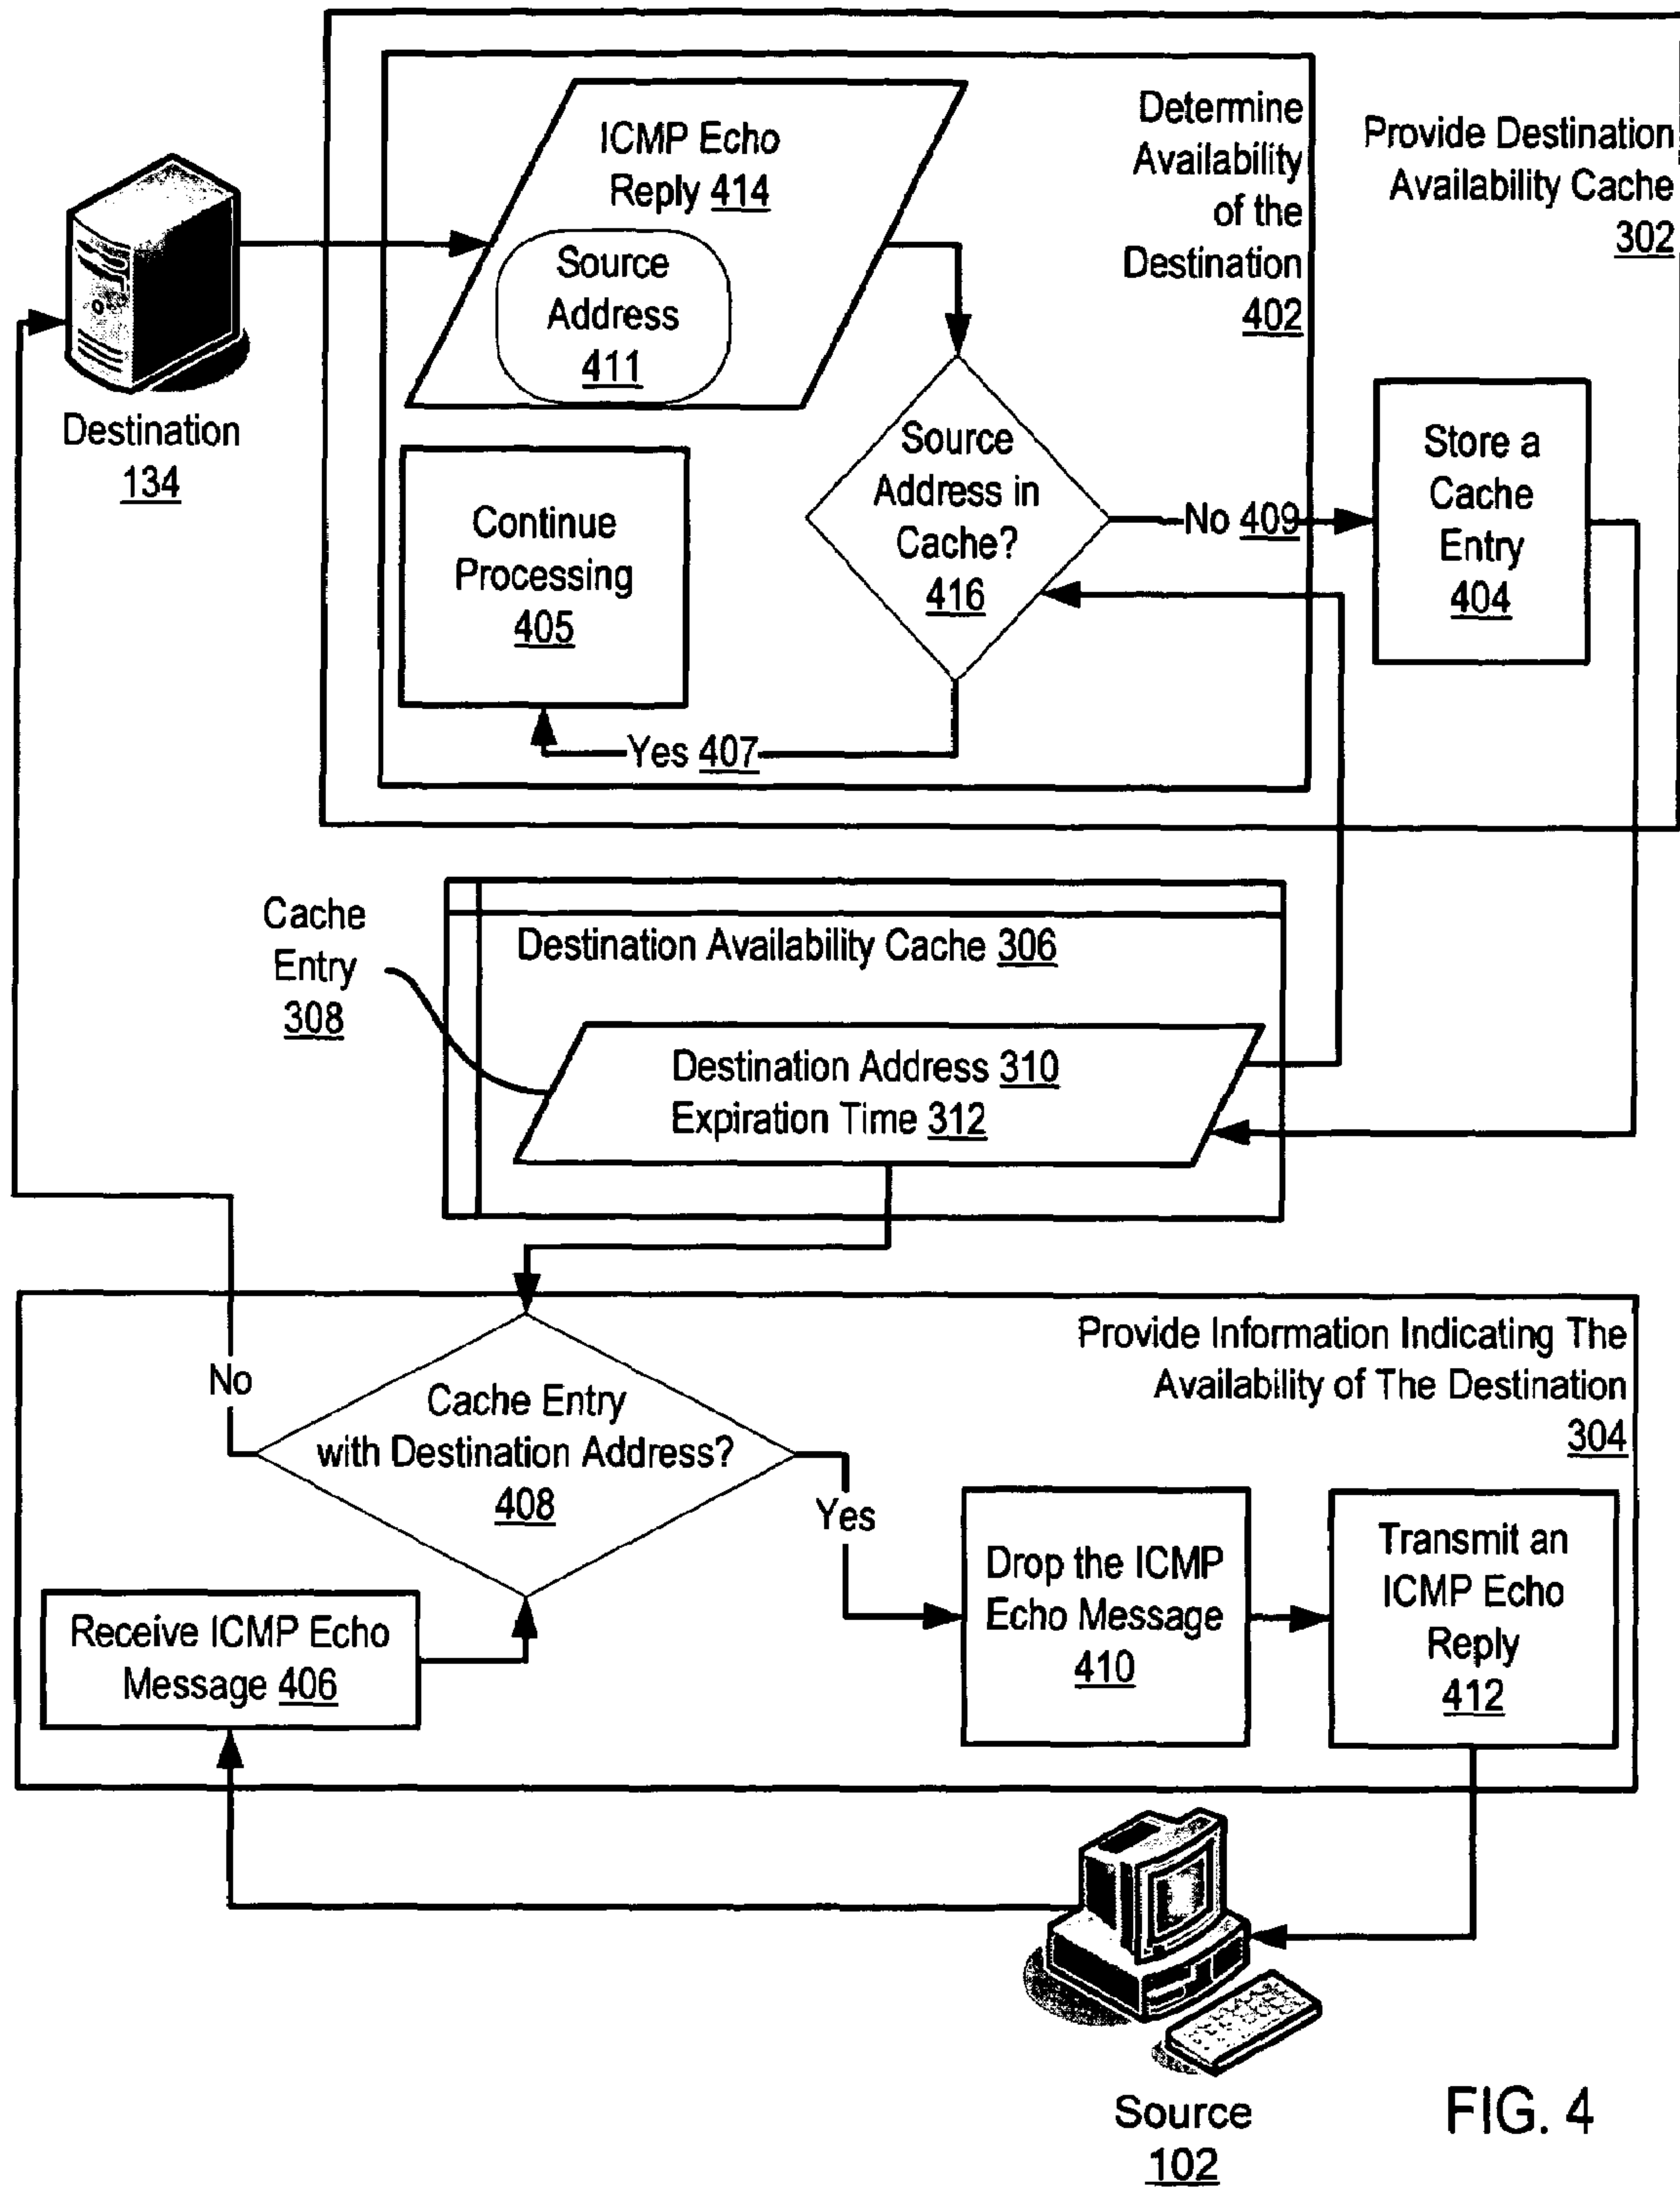 ICMP Echo
Reply 414
Source
Address
411
Determine
Availability
of the
Destination
402
Provide Destination
Availability Cache
302
Destination
134
Continue
Processing
405
Source
Address in
Cache?
416
No 409
Store a
Cache
Entry
404
Yes 407
Cache
Entry
308
Destination Availability Cache 306
Destination Address 310
Expiration Time 312
Provide Information Indicating The
Availability of The Destination
304
No
Cache Entry
with Destination Address?
408
Yes
Drop the ICMP
Echo Message
410
Transmit an
ICMP Echo
Reply
412
Receive ICMP Echo
Message 406
Source
102
FIG. 4